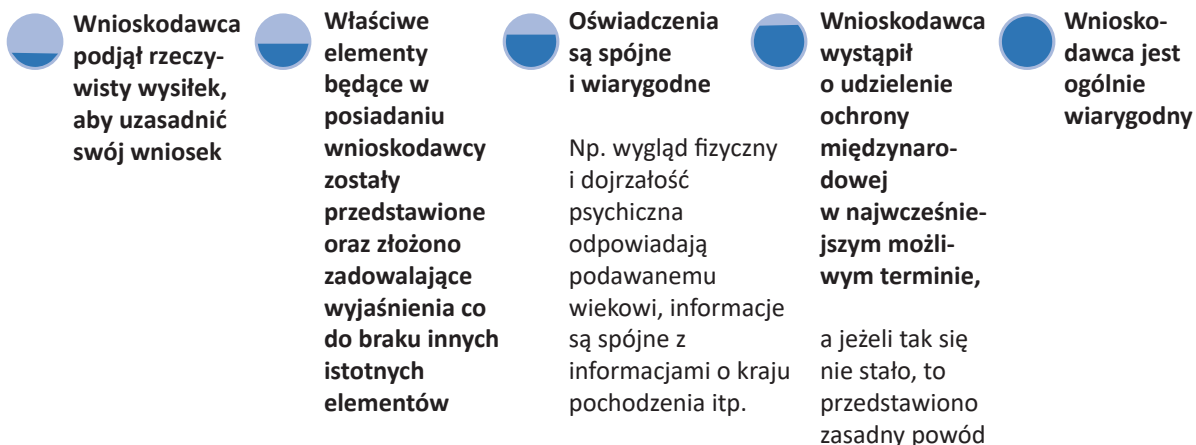 Wnioskodawca
podjął rzeczy-
wisty wysiłek,
aby uzasadnić
swój wniosek
Właściwe
elementy
będące w
posiadaniu
wnioskodawcy
zostały
przedstawione
oraz złożono
zadowalające
wyjaśnienia co
do braku innych
istotnych
elementów
Oświadczenia
są spójne
i wiarygodne
Np. wygląd fizyczny
i dojrzałość
psychiczna
odpowiadają
podawanemu
wiekowi, informacje
są spójne z
informacjami o kraju
pochodzenia itp.
Wnioskodawca
wystąpił
o udzielenie
ochrony
międzynaro-
dowej
w najwcześnie-
jszym możli-
wym terminie,
a jeżeli tak się
nie stało, to
przedstawiono
zasadny powód
Wniosko-
dawca jest
ogólnie
wiarygodny